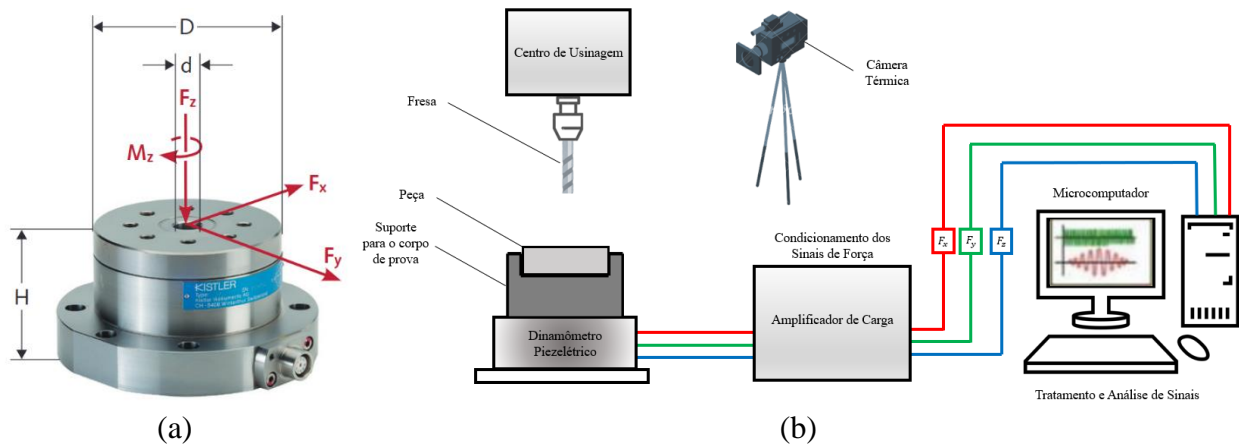 D
d
Fz
Mz
Fx
Fy
H
KISTLER
(a)
Centro de Usinagem
Fresa
Câmera
Térmica
Peça
Suporte
para o corpo
de prova
Dinamômetro
Piezelétrico
Condicionamento dos
Sinais de Força
Amplificador de Carga
Fx
Fy
Fz
Microcomputador
Tratamento e Análise de Sinais
(b)